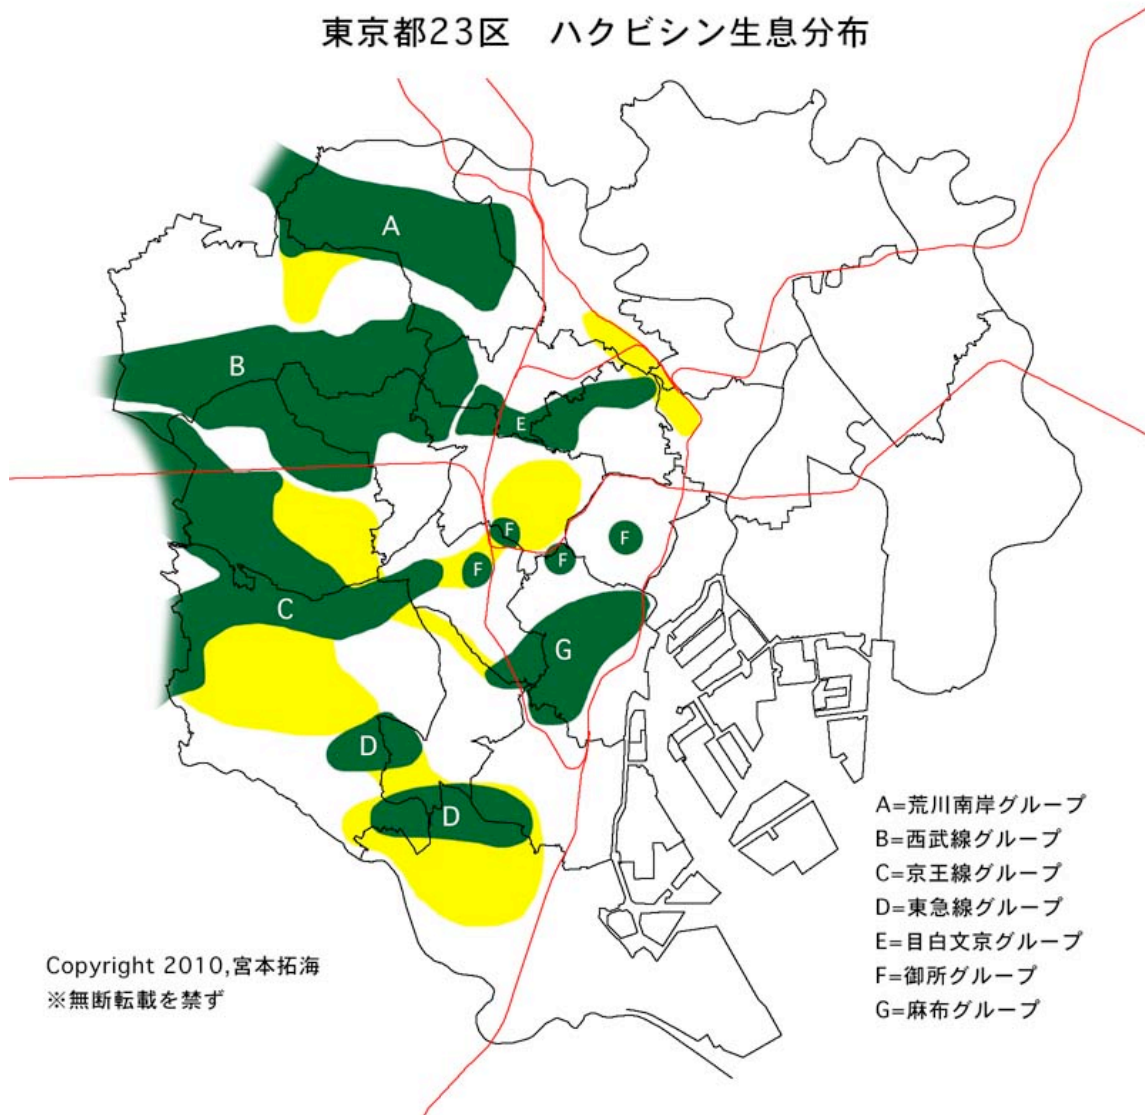 東京都23区　ハクビシン生息分布
A
B
E
F
F
F
F
C
G
D
D
A=荒川南岸グループ
B=西武線グループ
C=京王線グループ
D=東急線グループ
E=目白文京グループ
F=御所グループ
G=麻布グループ
Copyright 2010,宮本拓海
※無断転載を禁ず